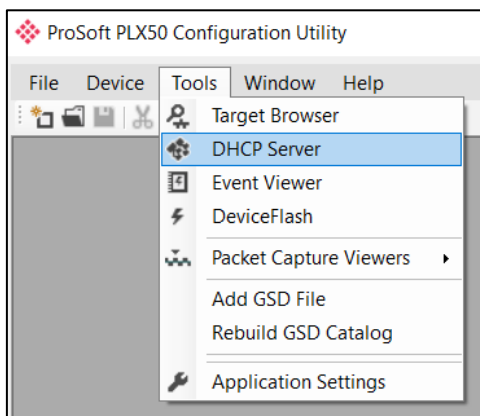 ProSoft PLX50 Configuration Utility
File Device Tools Window Help
Target Browser
DHCP Server
Event Viewer
DeviceFlash
Packet Capture Viewers
Add GSD File
Rebuild GSD Catalog
Application Settings